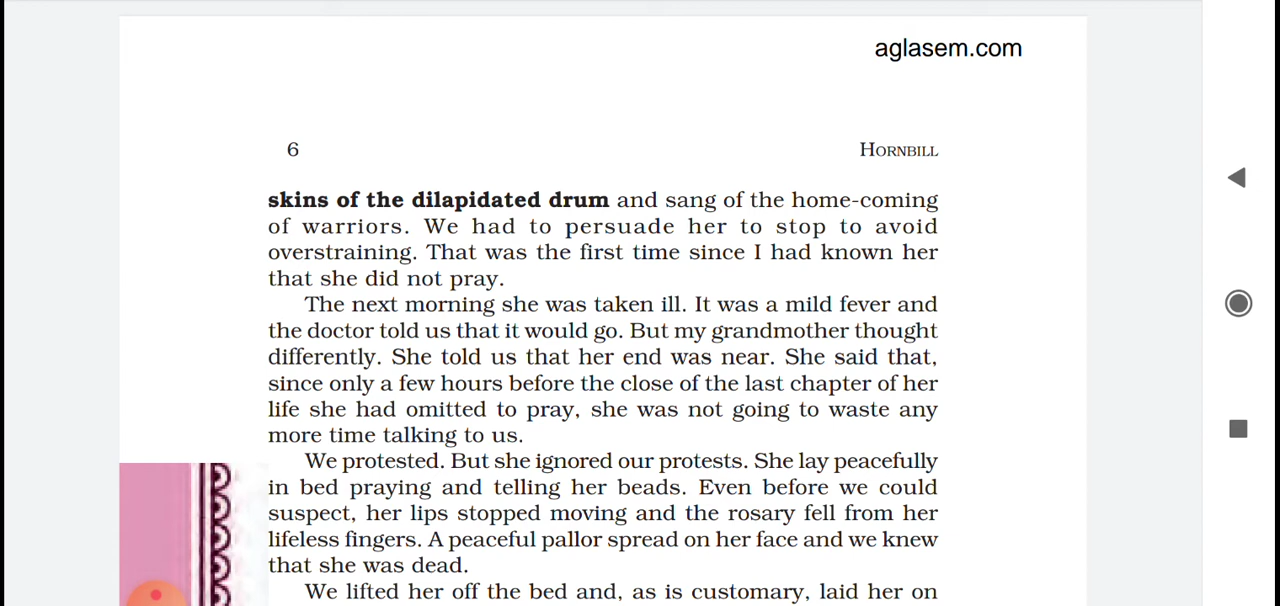 aglasem.com
6 HORNBILL
skins of the dilapidated drum and sang of the home-coming
of warriors. We had to persuade her to stop to avoid
overstraining. That was the first time since I had known her
that she did not pray.
The next morning she was taken ill. It was a mild fever and
the doctor told us that it would go. But my grandmother thought
differently. She told us that her end was near. She said that,
since only a few hours before the close of the last chapter of her
life she had omitted to pray, she was not going to waste any
more time talking to us.
We protested. But she ignored our protests. She lay peacefully
in bed praying and telling her beads. Even before we could
suspect, her lips stopped moving and the rosary fell from her
lifeless fingers. A peaceful pallor spread on her face and we knew
that she was dead.
We lifted her off the bed and, as is customary, laid her on